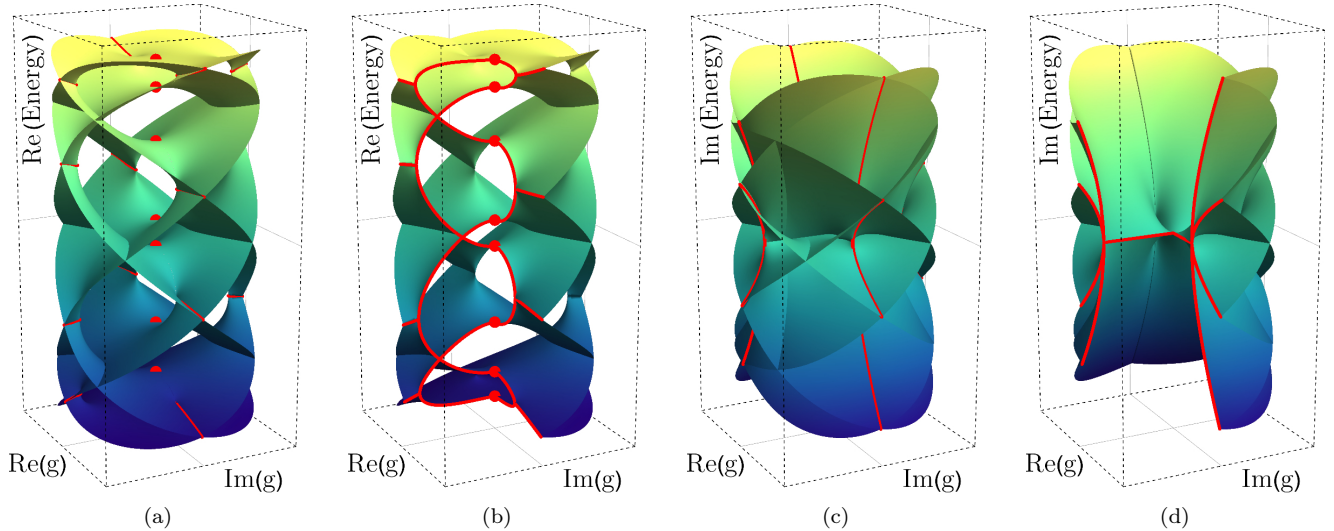 Re(Energy)
Re(g)
Im(g)
(a)
Re(Energy)
Re(g)
Im(g)
(b)
Im(Energy)
Re(g)
Im(g)
(c)
Im(Energy)
Re(g)
Im(g)
(d)